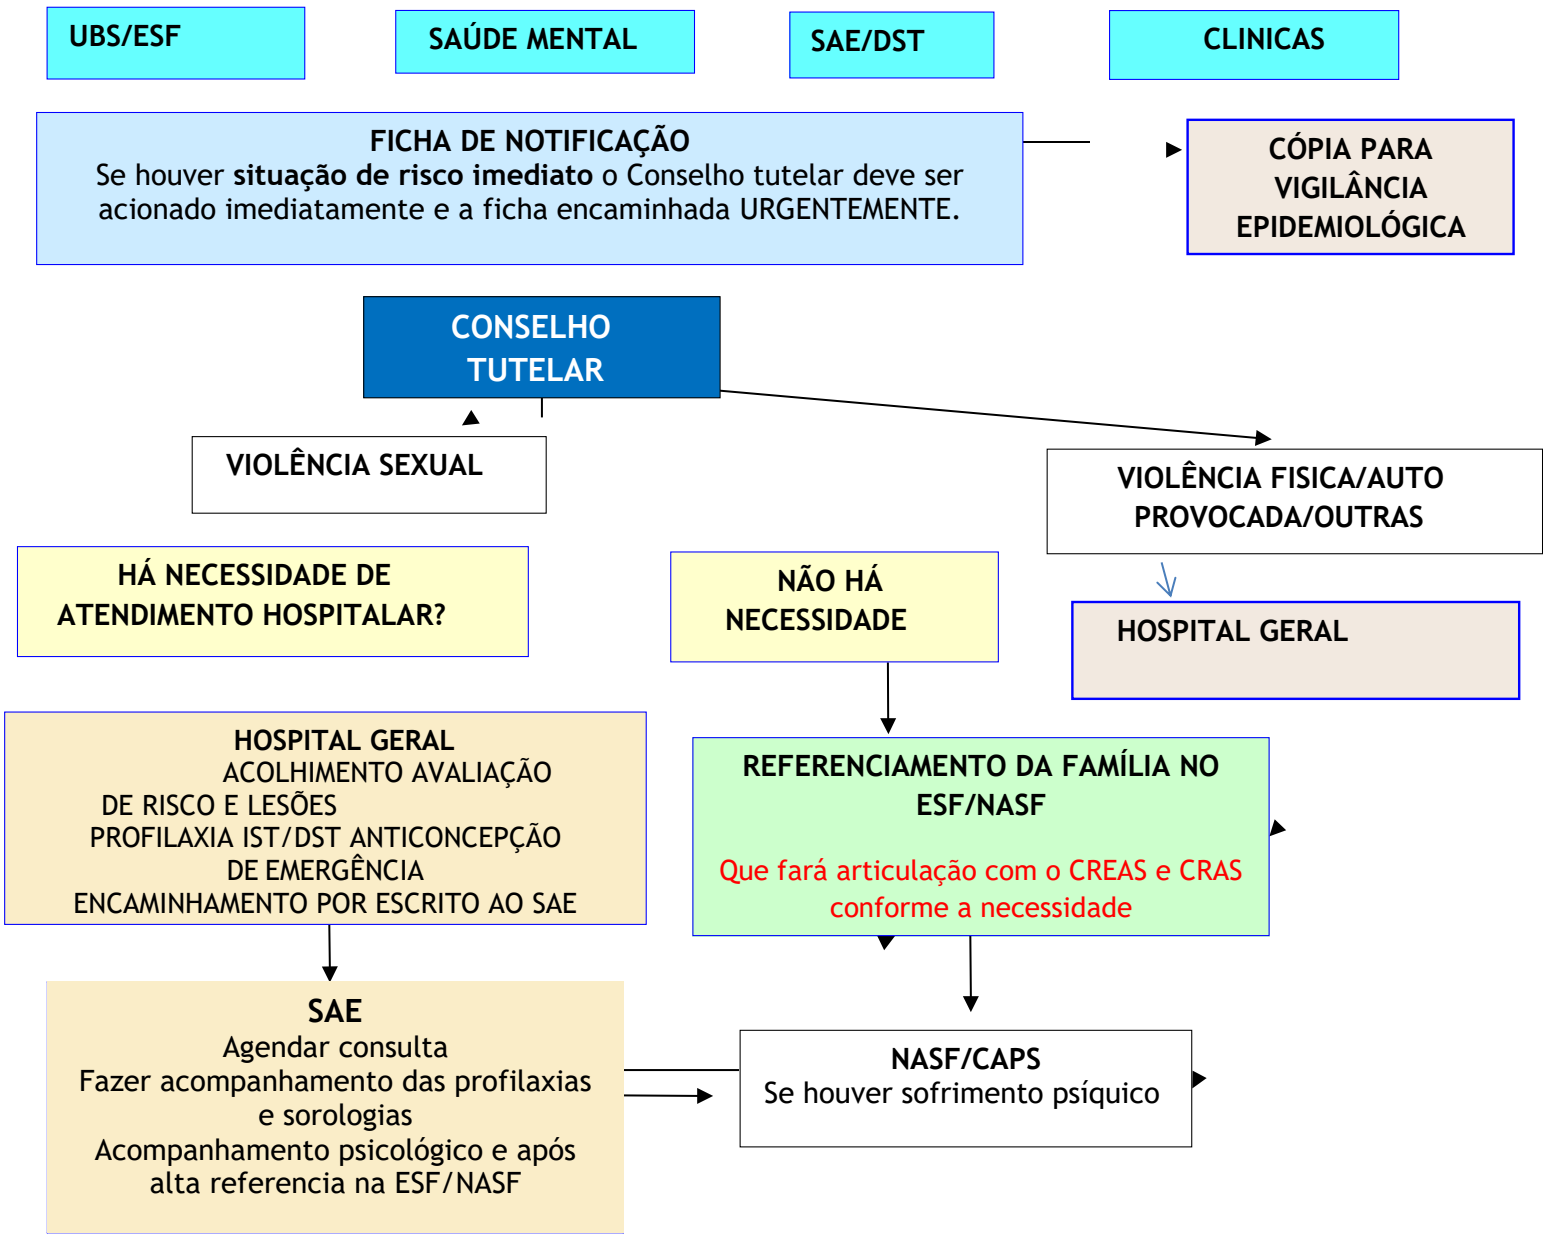 UBS/ESF
SAÚDE MENTAL
SAE/DST
CLINICAS
FICHA DE NOTIFICAÇÃO
Se houver situação de risco imediato o Conselho tutelar deve ser
acionado imediatamente e a ficha encaminhada URGENTEMENTE.
CÓPIA PARA
VIGILÂNCIA
EPIDEMIOLÓGICA
CONSELHO
TUTELAR
VIOLÊNCIA SEXUAL
VIOLÊNCIA FISICA/AUTO
PROVOCADA/OUTRAS
HÁ NECESSIDADE DE
ATENDIMENTO HOSPITALAR?
NÃO HÁ
NECESSIDADE
HOSPITAL GERAL
HOSPITAL GERAL
ACOLHIMENTO AVALIAÇÃO
DE RISCO E LESÕES
PROFILAXIA IST/DST ANTICONCEPÇÃO
DE EMERGÊNCIA
ENCAMINHAMENTO POR ESCRITO AO SAE
REFERENCIAMENTO DA FAMÍLIA NO
ESF/NASF
Que fará articulação com o CREAS e CRAS
conforme a necessidade
SAE
Agendar consulta
Fazer acompanhamento das profilaxias
e sorologias
Acompanhamento psicológico e após
alta referencia na ESF/NASF
NASF/CAPS
Se houver sofrimento psíquico